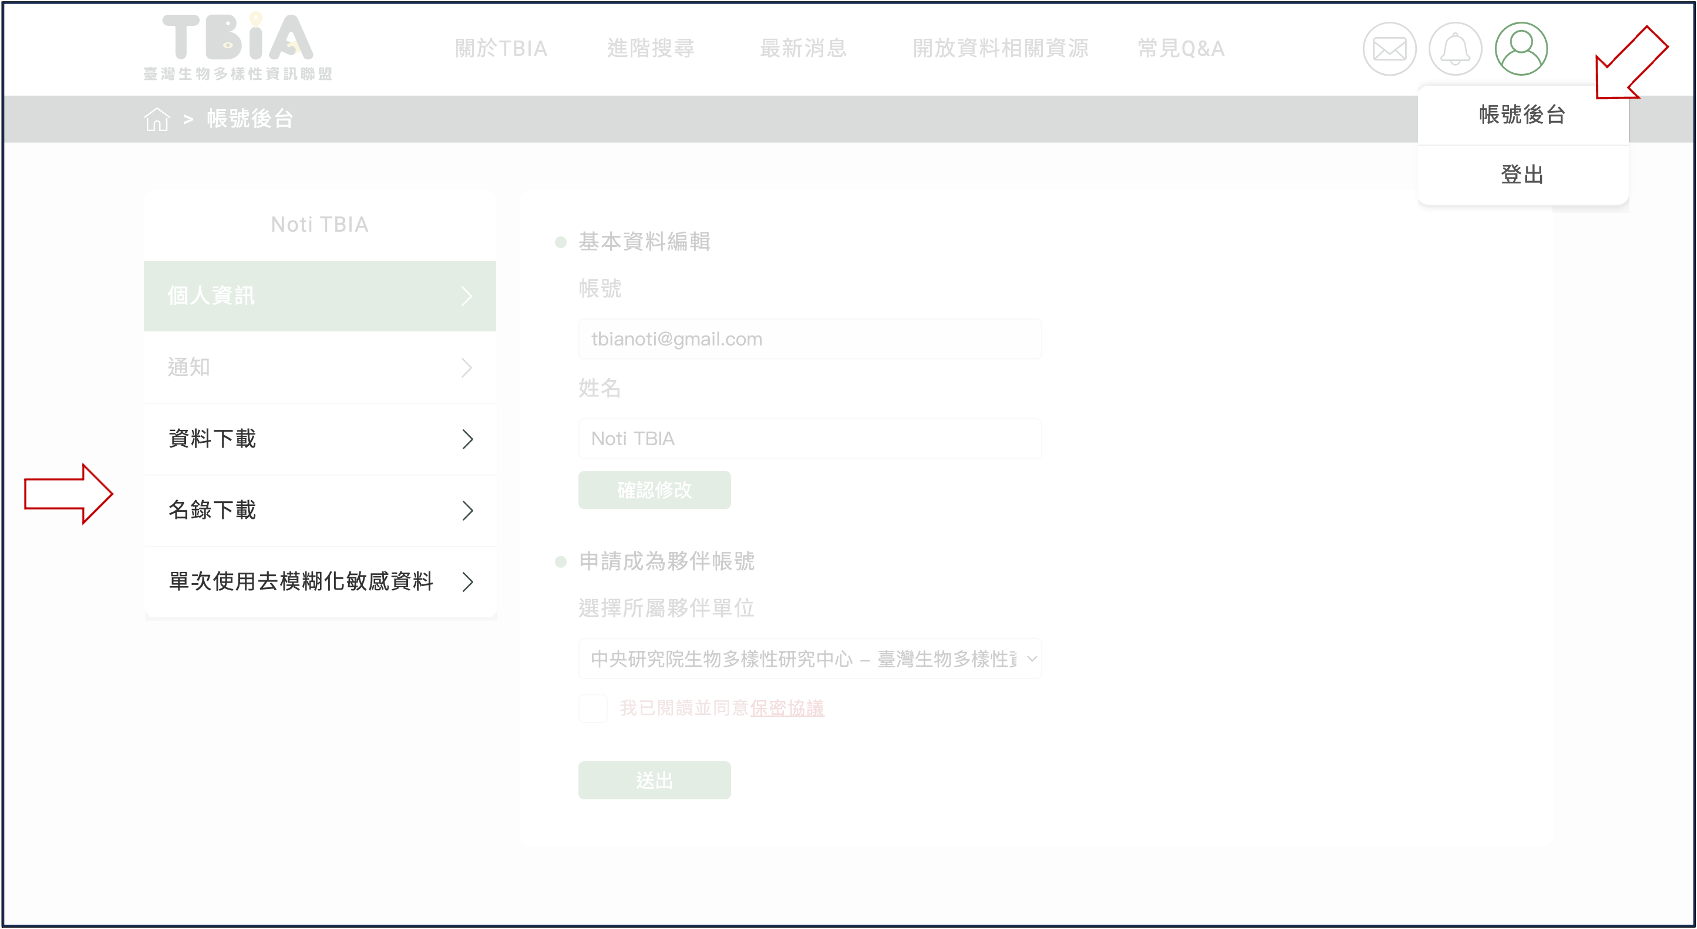 TBiA
臺灣生物多樣性資訊聯盟
關於TBIA 進階搜尋 最新消息 開放資料相關資源 常見Q&A
帳號後台
登出
> 帳號後台
Noti TBIA
個人資訊
通知
資料下載
名錄下載
單次使用去模糊化敏感資料
基本資料編輯
帳號
tbianoti@gmail.com
姓名
Noti TBIA
確認修改
申請成為夥伴帳號
選擇所屬夥伴單位
中央研究院生物多樣性研究中心 – 臺灣生物多樣性
我已閱讀並同意保密協議
送出